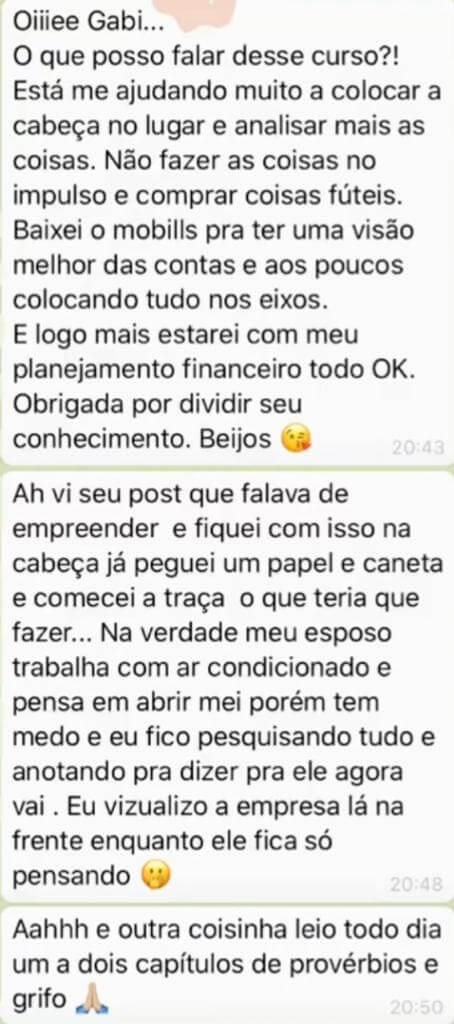 Oiiiee Gabi...
O que posso falar desse curso?!
Está me ajudando muito a colocar a
cabeça no lugar e analisar mais as
coisas. Não fazer as coisas no
impulso e comprar coisas fúteis.
Baixei o mobills pra ter uma visão
melhor das contas e aos poucos
colocando tudo nos eixos.
E logo mais estarei com meu
planejamento financeiro todo OK.
Obrigada por dividir seu
conhecimento. Beijos 😘
20:43
Ah vi seu post que falava de
empreender  e fiquei com isso na
cabeça já peguei um papel e caneta
e comecei a traça  o que teria que
fazer... Na verdade meu esposo
trabalha com ar condicionado e
pensa em abrir mei porém tem
medo e eu fico pesquisando tudo e
anotando pra dizer pra ele agora
vai . Eu vizualizo a empresa lá na
frente enquanto ele fica só
pensando 🤭
20:48
Aahhh e outra coisinha leio todo dia
um a dois capítulos de provérbios e
grifo 🙏🏼
20:50